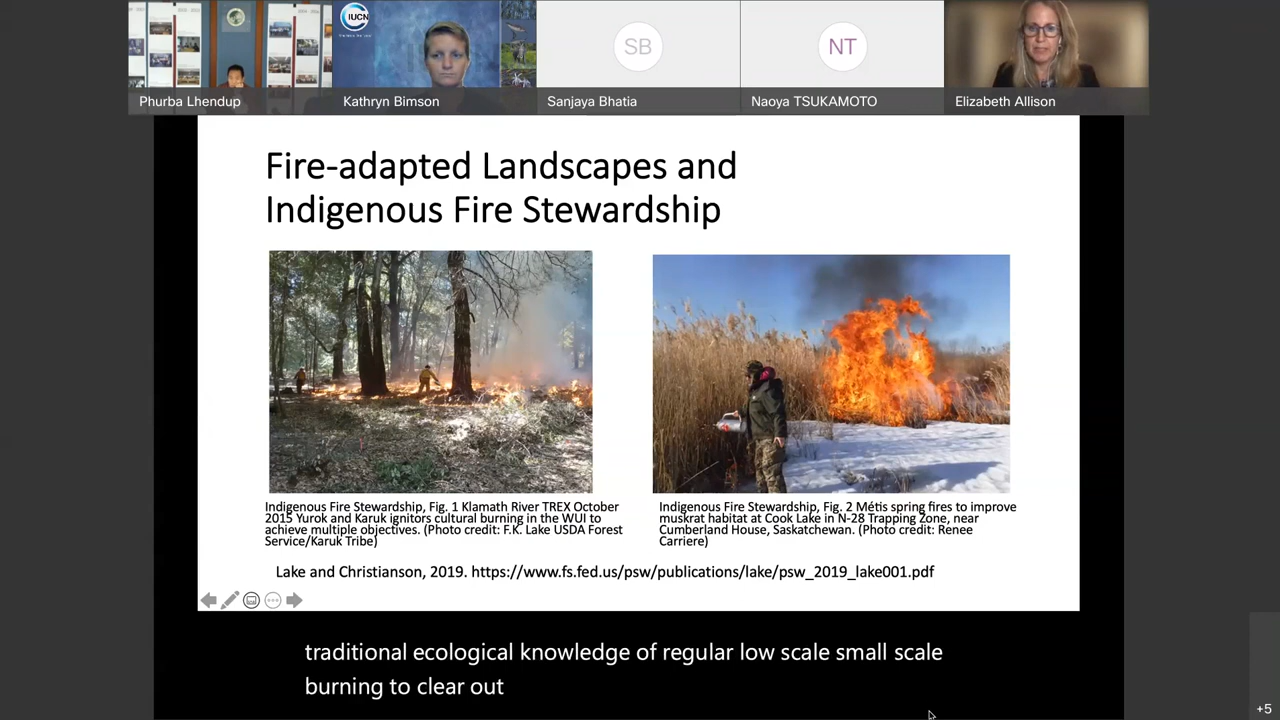 IUCN
SB
NT
Phurba Lhendup
Kathryn Bimson
Sanjaya Bhatia
Naoya TSUKAMOTO
Elizabeth Allison
Fire-adapted Landscapes and
Indigenous Fire Stewardship
Indigenous Fire Stewardship, Fig. 1 Klamath River TREX October
2015 Yurok and Karuk ignitors cultural burning in the WUI to
achieve multiple objectives. (Photo credit: F.K. Lake USDA Forest
Service/Karuk Tribe)
Indigenous Fire Stewardship, Fig. 2 Métis spring fires to improve
muskrat habitat at Cook Lake in N-28 Trapping Zone, near
Cumberland House, Saskatchewan. (Photo credit: Renee
Carriere)
Lake and Christianson, 2019. https://www.fs.fed.us/psw/publications/lake/psw_2019_lake001.pdf
traditional ecological knowledge of regular low scale small scale
burning to clear out
+5